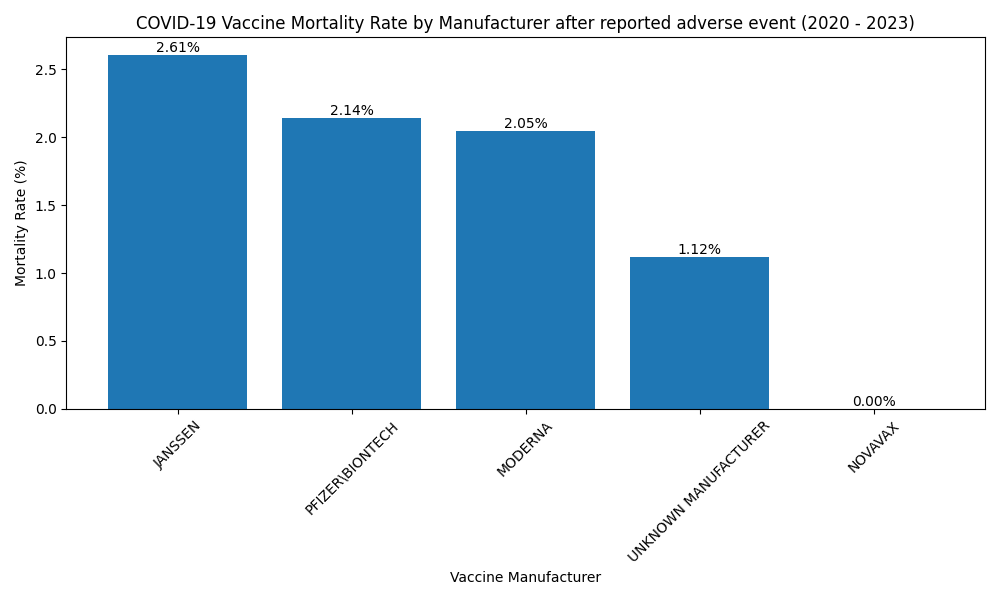 COVID-19 Vaccine Mortality Rate by Manufacturer after reported adverse event (2020 - 2023)
Mortality Rate (%)
2.5
2.0
1.5
1.0
0.5
0.0
2.61%
2.14%
2.05%
1.12%
0.00%
JANSSEN
PFIZER\BIONTECH
MODERNA
UNKNOWN MANUFACTURER
NOVAVAX
Vaccine Manufacturer